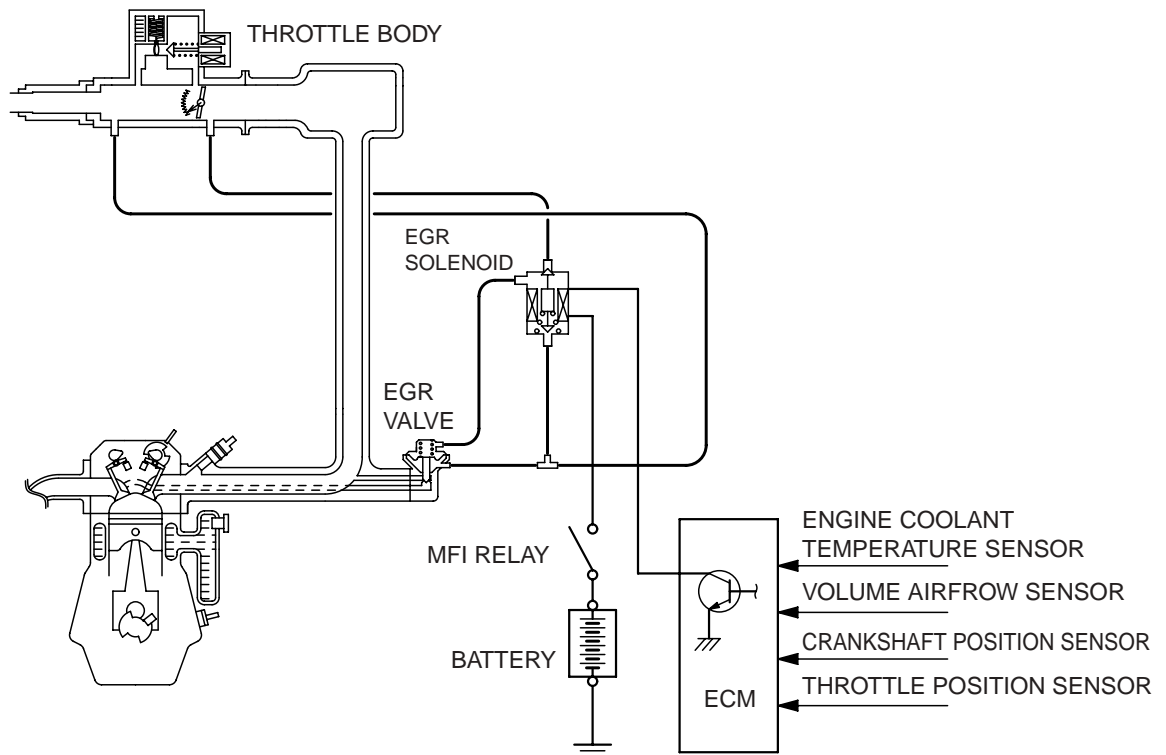 THROTTLE BODY
EGR
SOLENOID
EGR
VALVE
MFI RELAY
BATTERY
ENGINE COOLANT
TEMPERATURE SENSOR
VOLUME AIRFROW SENSOR
CRANKSHAFT POSITION SENSOR
THROTTLE POSITION SENSOR
ECM